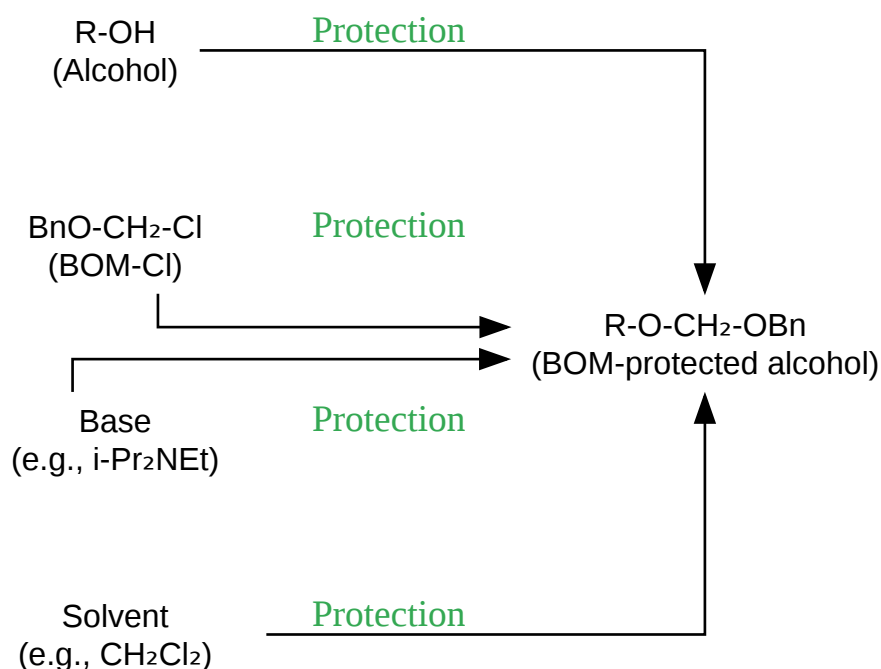 R-OH
(Alcohol)
Protection
BnO-CH₂-Cl
(BOM-Cl)
Protection
R-O-CH₂-OBn
(BOM-protected alcohol)
Base
(e.g., i-Pr₂NEt)
Protection
Solvent
(e.g., CH₂Cl₂)
Protection